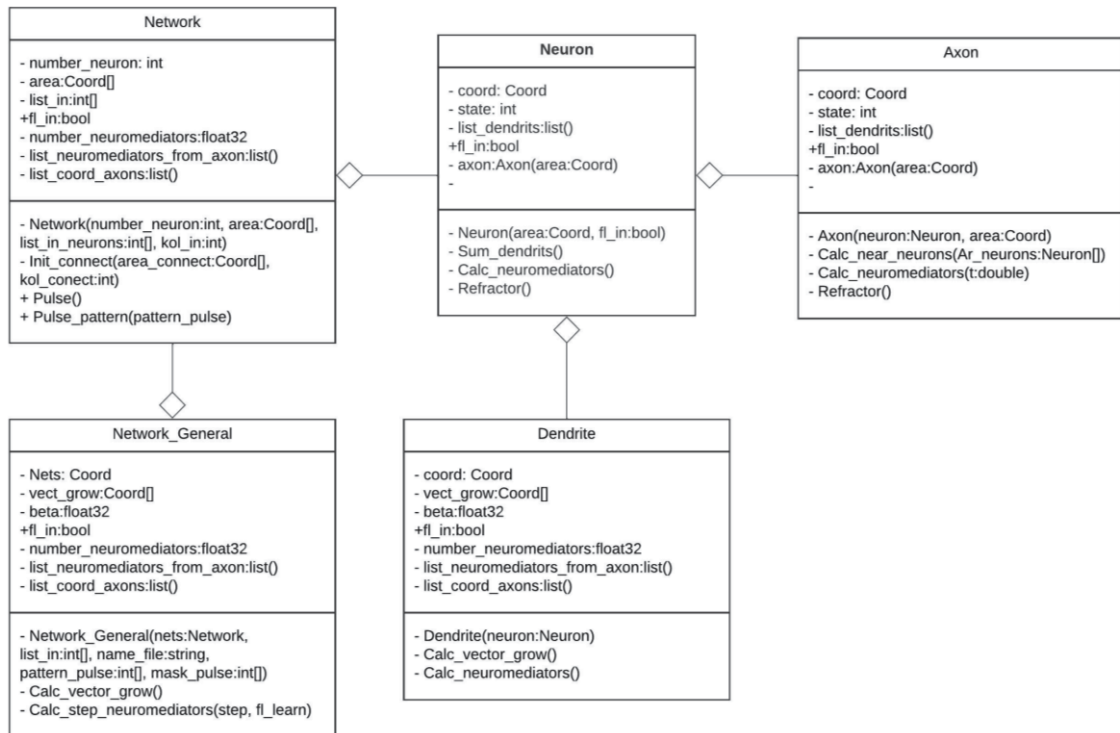 Network
- number_neuron: int
- area:Coord[]
- list_in:int[]
+fl_in:bool
- number_neuromediators:float32
- list_neuromediators_from_axon:list()
- list_coord_axons:list()
- Network(number_neuron:int, area:Coord[],
list_in_neurons:int[], kol_in:int)
- Init_connect(area_connect:Coord[],
kol_conect:int)
+ Pulse()
+ Pulse_pattern(pattern_pulse)
Neuron
- coord: Coord
- state: int
- list_dendrits:list()
+fl_in:bool
- axon:Axon(area:Coord)
-
- Neuron(area:Coord, fl_in:bool)
- Sum_dendrits()
- Calc_neuromediators()
- Refractor()
Axon
- coord: Coord
- state: int
- list_dendrits:list()
+fl_in:bool
- axon:Axon(area:Coord)
-
- Axon(neuron:Neuron, area:Coord)
- Calc_near_neurons(Ar_neurons:Neuron[])
- Calc_neuromediators(t:double)
- Refractor()
Network_General
- Nets: Coord
- vect_grow:Coord[]
- beta:float32
+fl_in:bool
- number_neuromediators:float32
- list_neuromediators_from_axon:list()
- list_coord_axons:list()
- Network_General(nets:Network,
list_in:int[], name_file:string,
pattern_pulse:int[], mask_pulse:int[])
- Calc_vector_grow()
- Calc_step_neuromediators(step, fl_learn)
Dendrite
- coord: Coord
- vect_grow:Coord[]
- beta:float32
+fl_in:bool
- number_neuromediators:float32
- list_neuromediators_from_axon:list()
- list_coord_axons:list()
- Dendrite(neuron:Neuron)
- Calc_vector_grow()
- Calc_neuromediators()